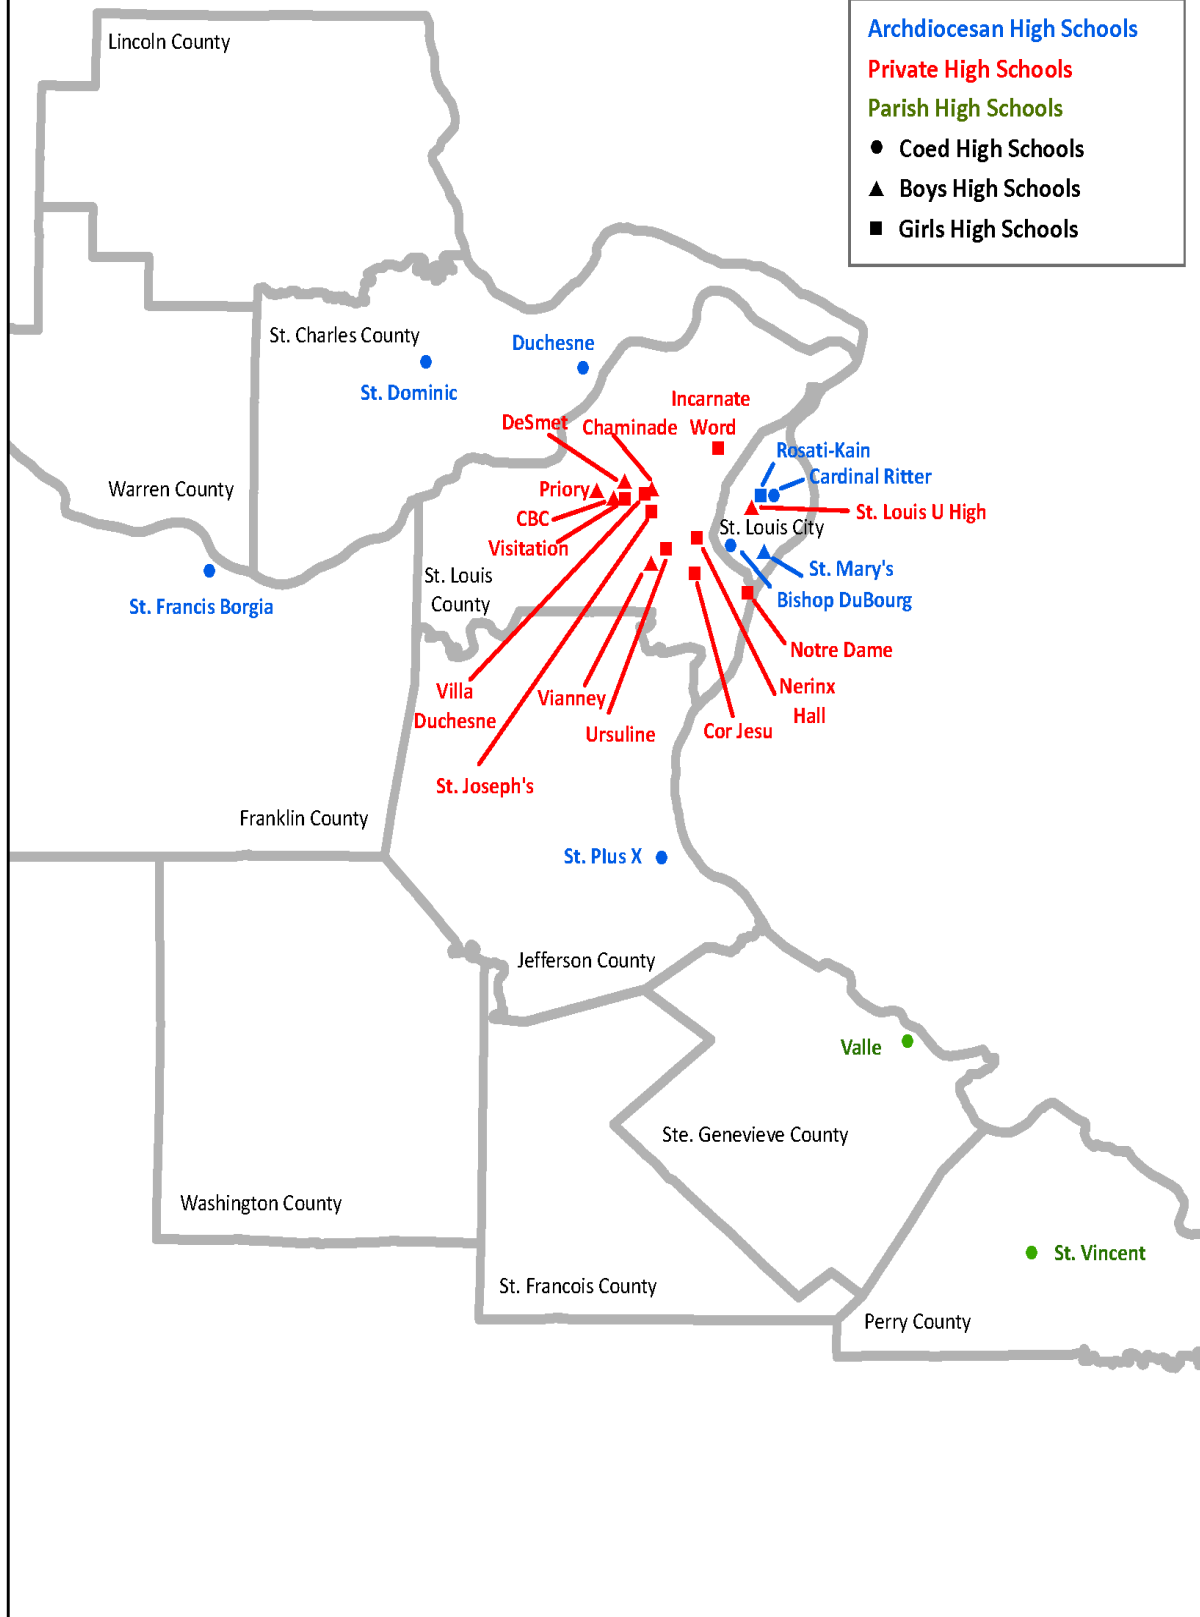 Archdiocesan High Schools
Private High Schools
Parish High Schools
Coed High Schools
Boys High Schools
Girls High Schools
Lincoln County
St. Charles County
Duchesne
St. Dominic
Incarnate
Word
DeSmet
Chaminade
Rosati-Kain
Cardinal Ritter
Warren County
Priory
CBC
St. Louis U High
St. Louis City
Visitation
St. Louis
County
St. Mary's
Bishop DuBourg
St. Francis Borgia
Notre Dame
Villa
Duchesne
Vianney
Nerinx
Hall
Ursuline
Cor Jesu
St. Joseph's
Franklin County
St. Plus X
Jefferson County
Valle
Ste. Genevieve County
Washington County
St. Vincent
St. Francois County
Perry County